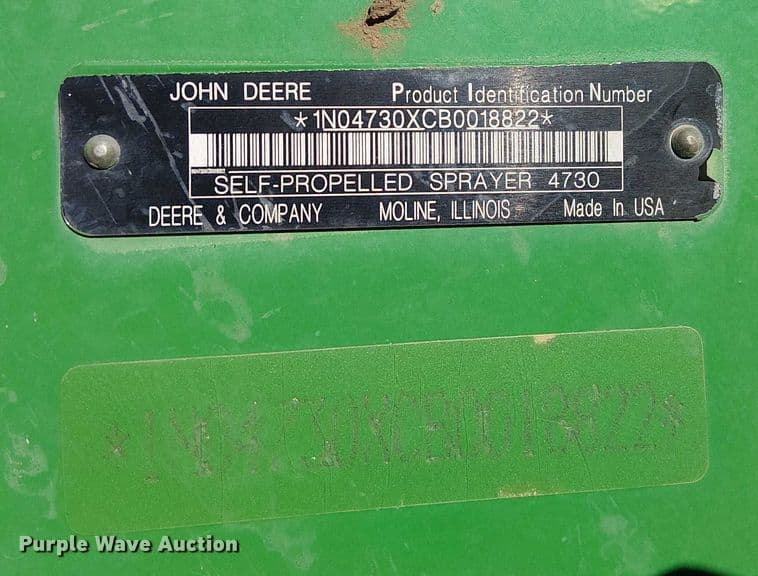 JOHN DEERE Product Identification Number
*1N04730XCB0018822*
SELF-PROPELLED SPRAYER 4730
DEERE & COMPANY MOLINE, ILLINOIS Made In USA
*1N04730XCB0018822*
Purple Wave Auction